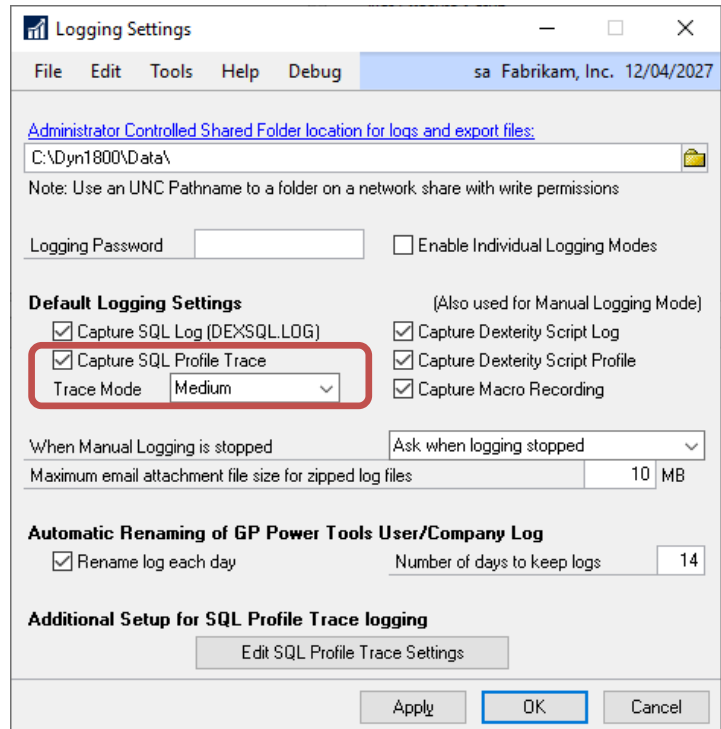 Logging Settings
File Edit Tools Help Debug sa Fabrikam, Inc. 12/04/2027
Administrator Controlled Shared Folder location for logs and export files:
C:\Dyn1800\Data\
Note: Use an UNC Pathname to a folder on a network share with write permissions
Logging Password Enable Individual Logging Modes
Default Logging Settings (Also used for Manual Logging Mode)
Capture SQL Log (DEXSQL.LOG) Capture Dexterity Script Log
Capture SQL Profile Trace Capture Dexterity Script Profile
Trace Mode Medium Capture Macro Recording
When Manual Logging is stopped Ask when logging stopped
Maximum email attachment file size for zipped log files 10 MB
Automatic Renaming of GP Power Tools User/Company Log
Rename log each day Number of days to keep logs 14
Additional Setup for SQL Profile Trace logging
Edit SQL Profile Trace Settings
Apply OK Cancel